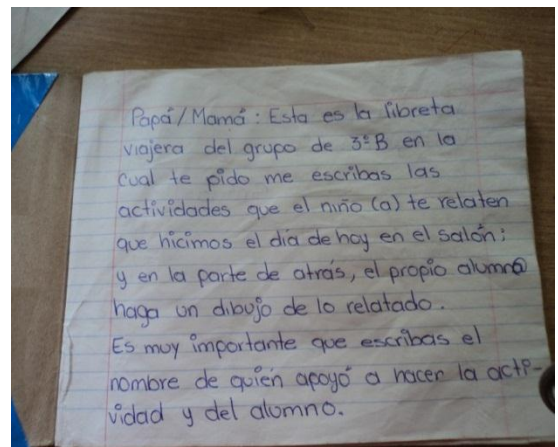 Papá/Mamá: Esta es la libreta
viajera del grupo de 3º B en la
cual te pido me escribas las
actividades que el niño (a) te relaten
que hicimos el día de hoy en el salón;
y en la parte de atrás, el propio alumno
haga un dibujo de lo relatado.
Es muy importante que escribas el
nombre de quién apoyó a hacer la acti-
vidad y del alumno.